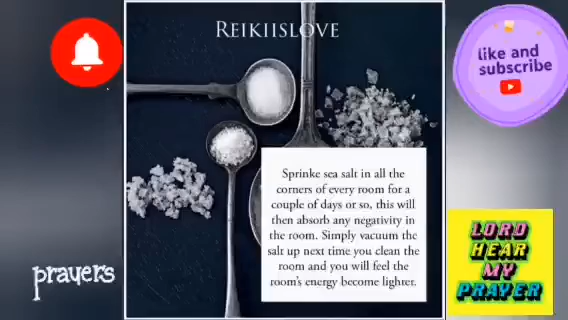 REIKIISLOVE
like and
subscribe
Sprinke sea salt in all the
corners of every room for a
couple of days or so, this will
then absorb any negativity in
the room. Simply vacuum the
salt up next time you clean the
room and you will feel the
room's energy become lighter.
prayers
LORD
HEAR
MY
PRAYER